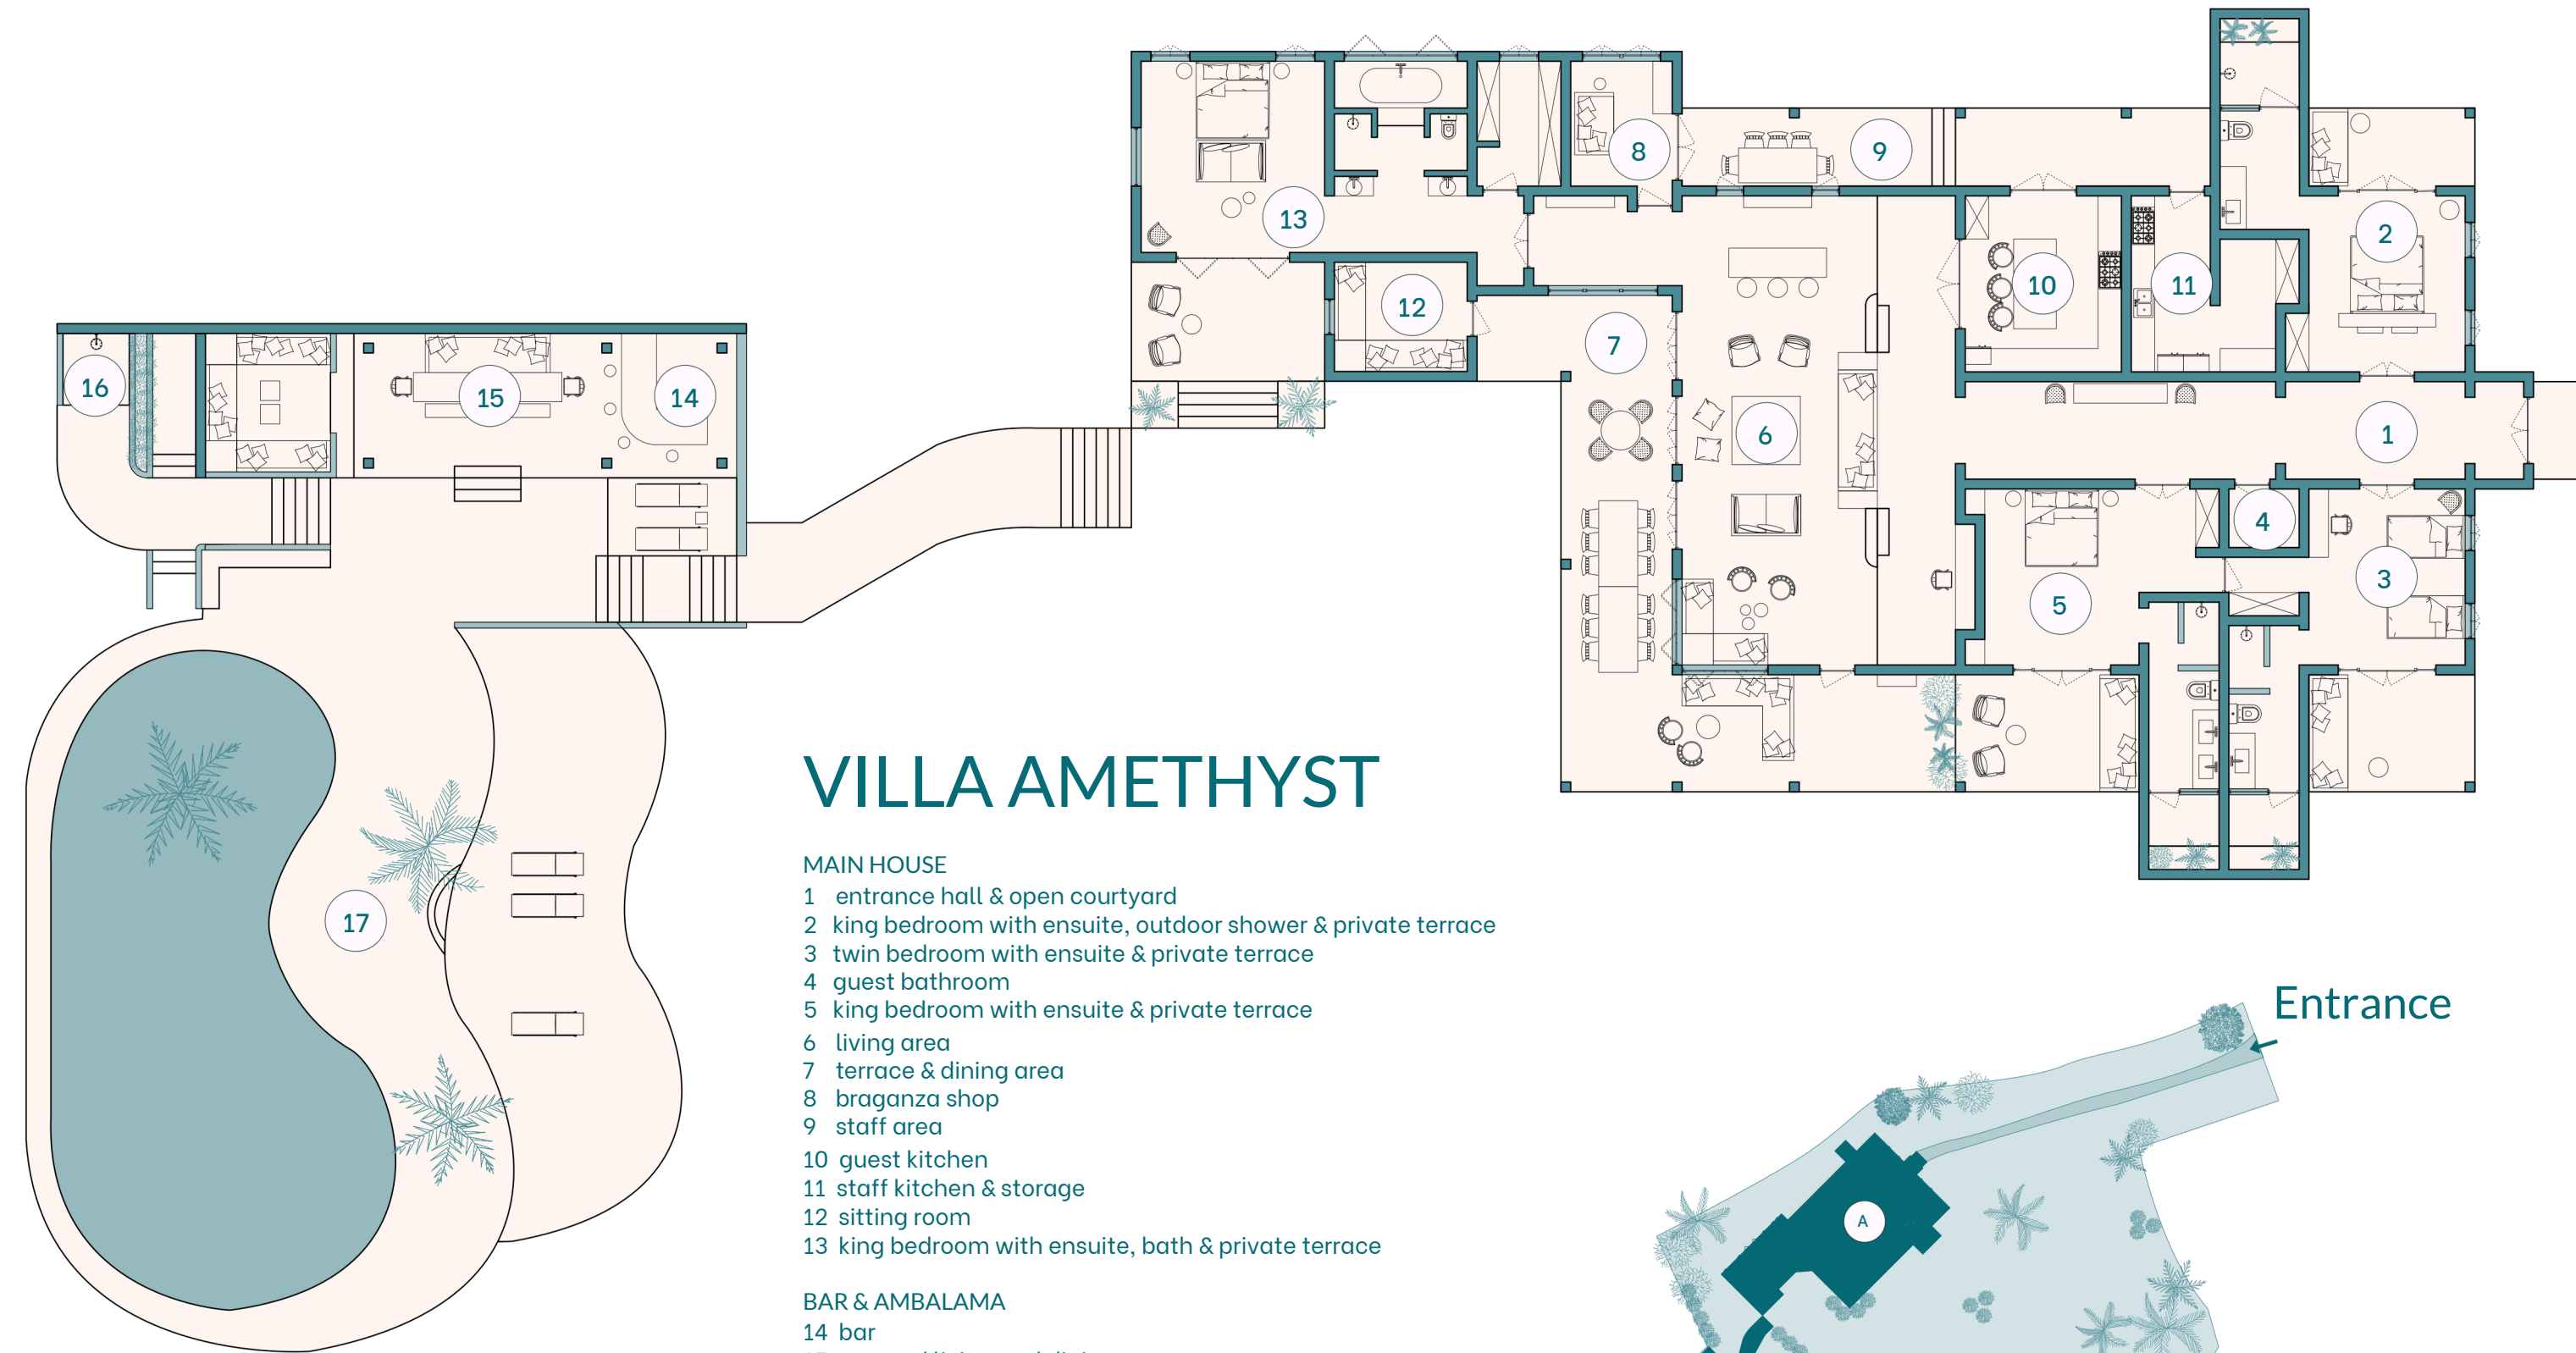 16
15
14
13
12
8
9
7
6
10
11
2
1
4
3
5
17
VILLA AMETHYST
MAIN HOUSE
1 entrance hall & open courtyard
2 king bedroom with ensuite, outdoor shower & private terrace
3 twin bedroom with ensuite & private terrace
4 guest bathroom
5 king bedroom with ensuite & private terrace
6 living area
7 terrace & dining area
8 braganza shop
9 staff area
10 guest kitchen
11 staff kitchen & storage
12 sitting room
13 king bedroom with ensuite, bath & private terrace
BAR & AMBALAMA
14 bar
Entrance
A